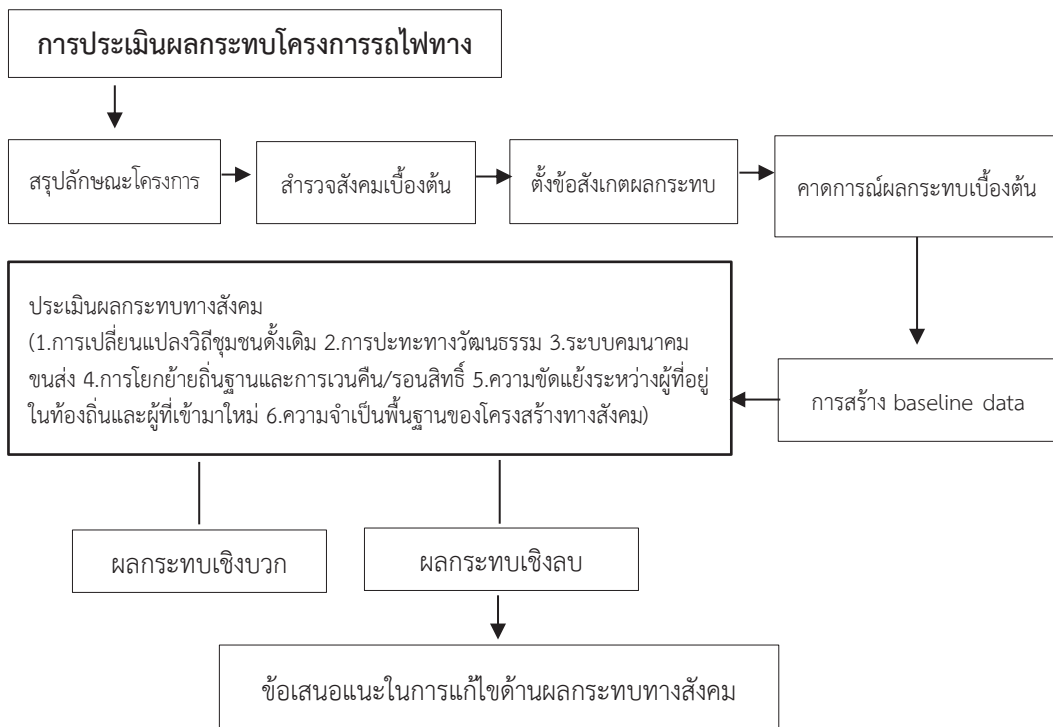 การประเมินผลกระทบโครงการรถไฟทาง
สรุปลักษณะโครงการ
สำรวจสังคมเบื้องต้น
ตั้งข้อสังเกตผลกระทบ
คาดการณ์ผลกระทบเบื้องต้น
ประเมินผลกระทบทางสังคม
(1.การเปลี่ยนแปลงวิถีชุมชนดั้งเดิม 2.การปะทะทางวัฒนธรรม 3.ระบบคมนาคม
ขนส่ง 4.การโยกย้ายถิ่นฐานและการเวนคืน/รอนสิทธิ์ 5.ความขัดแย้งระหว่างผู้ที่อยู่
ในท้องถิ่นและผู้ที่เข้ามาใหม่ 6.ความจำเป็นพื้นฐานของโครงสร้างทางสังคม)
การสร้าง baseline data
ผลกระทบเชิงบวก
ผลกระทบเชิงลบ
ข้อเสนอแนะในการแก้ไขด้านผลกระทบทางสังคม